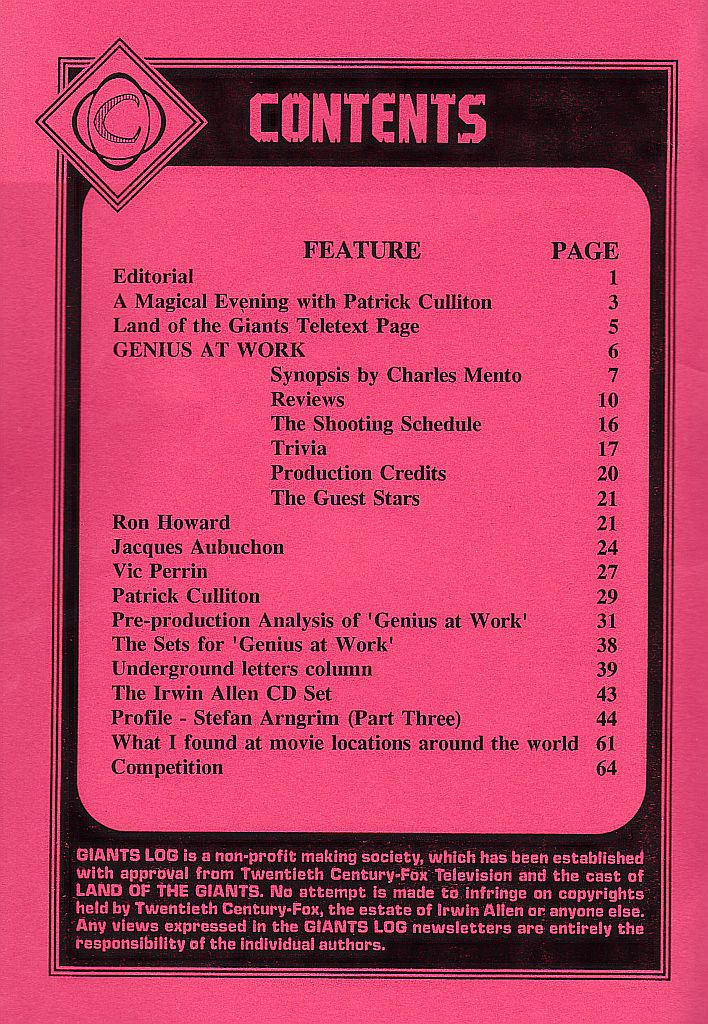 C
CONTENTS
FEATURE PAGE
Editorial 1
A Magical Evening with Patrick Culliton 3
Land of the Giants Teletext Page 5
GENIUS AT WORK 6
Synopsis by Charles Mento 7
Reviews 10
The Shooting Schedule 16
Trivia 17
Production Credits 20
The Guest Stars 21
Ron Howard 21
Jacques Aubuchon 24
Vic Perrin 27
Patrick Culliton 29
Pre-production Analysis of 'Genius at Work' 31
The Sets for 'Genius at Work' 38
Underground letters column 39
The Irwin Allen CD Set 43
Profile - Stefan Arngrim (Part Three) 44
What I found at movie locations around the world 61
Competition 64
GIANTS LOG is a non-profit making society, which has been established
with approval from Twentieth Century-Fox Television and the cast of
LAND OF THE GIANTS. No attempt is made to infringe on copyrights
held by Twentieth Century-Fox, the estate of Irwin Allen or anyone else.
Any views expressed in the GIANTS LOG newsletters are entirely the
responsibility of the individual authors.